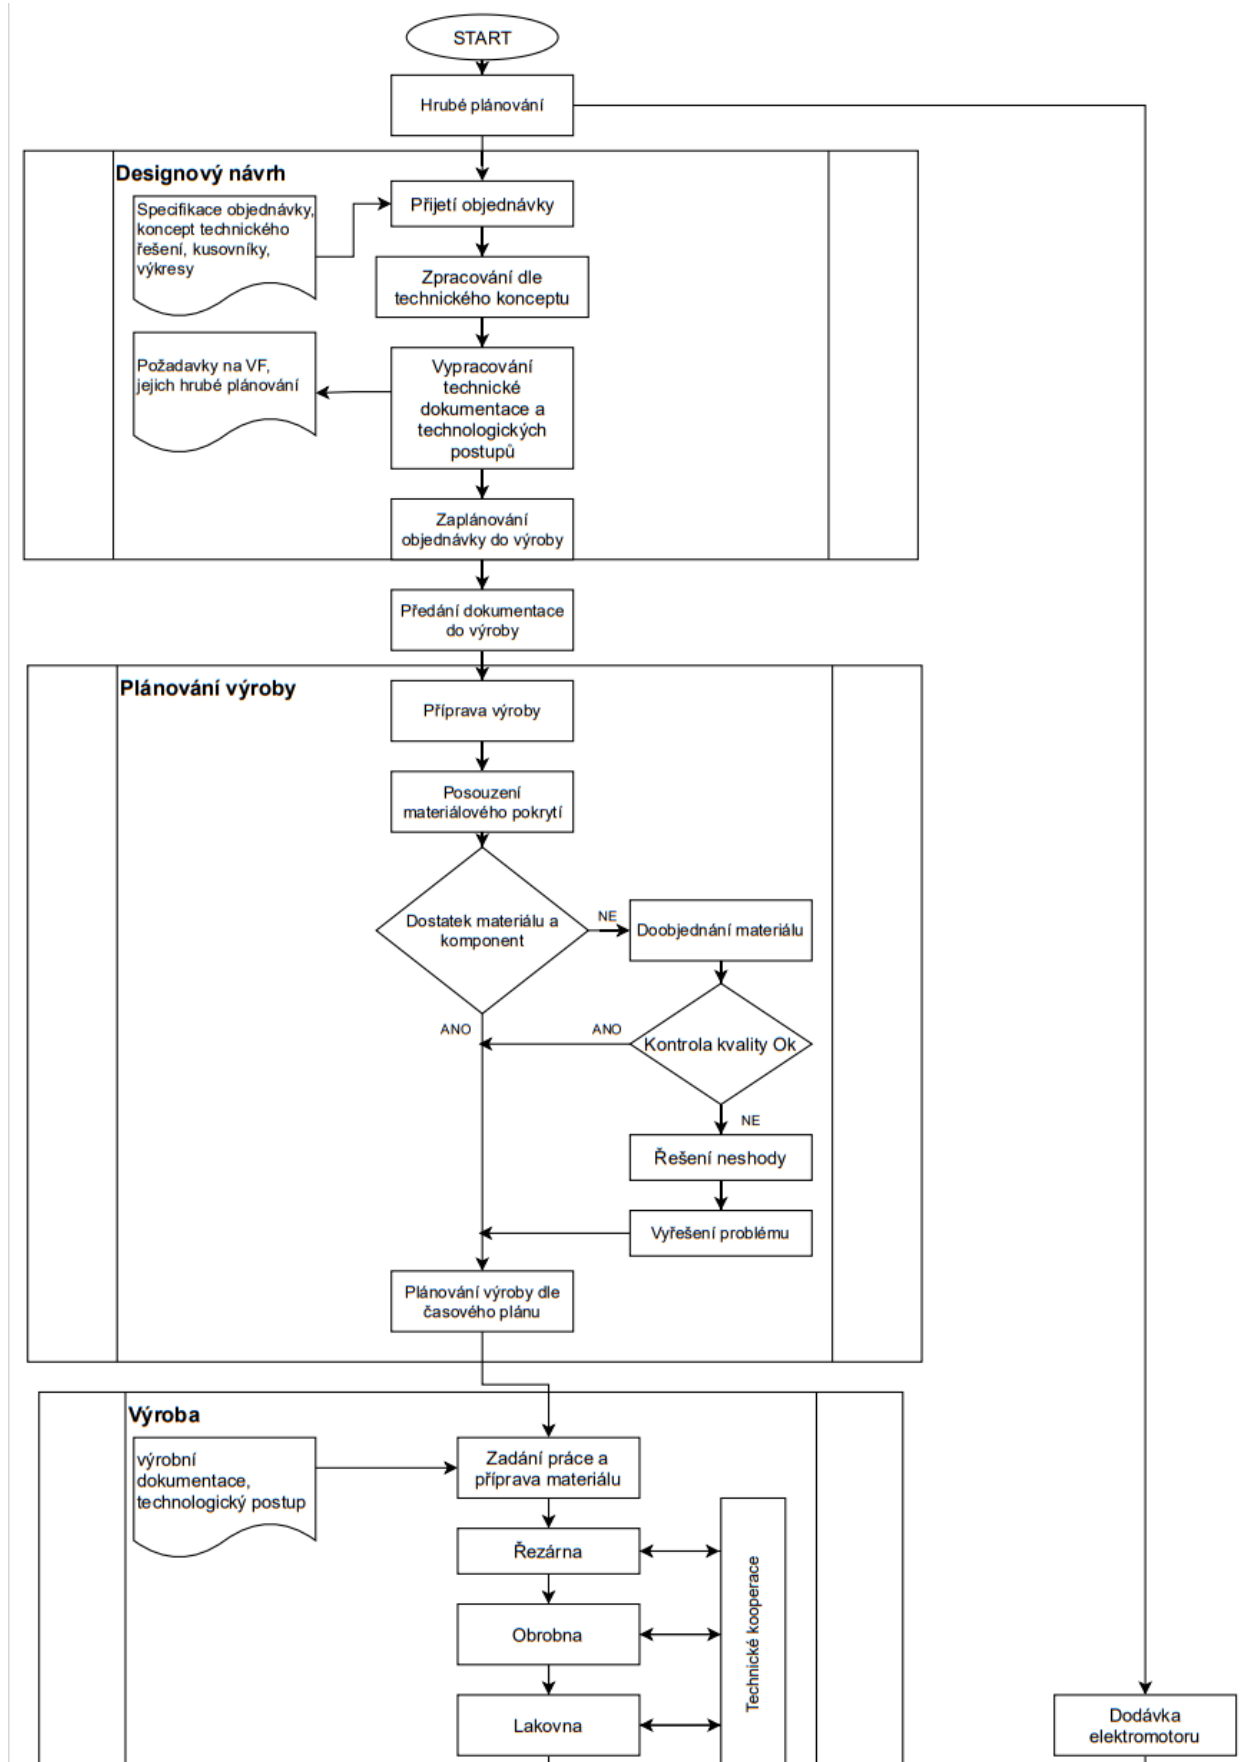 START
Hrubé plánování
Designový návrh
Specifikace objednávky,
koncept technického
řešení, kusovníky,
výkresy
Přijetí objednávky
Zpracování dle
technického konceptu
Požadavky na VF,
jejich hrubé plánování
Vypracování
technické
dokumentace a
technologických
postupů
Zaplánování
objednávky do výroby
Předání dokumentace
do výroby
Plánování výroby
Příprava výroby
Posouzení
materiálového pokrytí
Dostatek materiálu a
komponent
NE
Doobjednání materiálu
ANO
ANO
Kontrola kvality Ok
NE
Řešení neshody
Vyřešení problému
Plánování výroby dle
časového plánu
Výroba
výrobní
dokumentace,
technologický postup
Zadání práce a
příprava materiálu
Řezárna
Obrobna
Lakovna
Technické kooperace
Dodávka
elektromotoru